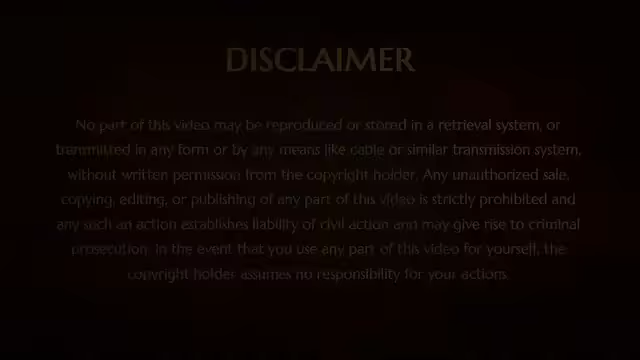 DISCLAIMER
No part of this video may be reproduced or stored in a retrieval system, or
transmitted in any form or by any means like cable or similar transmission system,
without written permission from the copyright holder. Any unauthorized sale,
copying, editing, or publishing of any part of this video is strictly prohibited and
any such an action establishes liability of civil action and may give rise to criminal
prosecution. In the event that you use any part of this video for yourself, the
copyright holder assumes no responsibility for your actions.